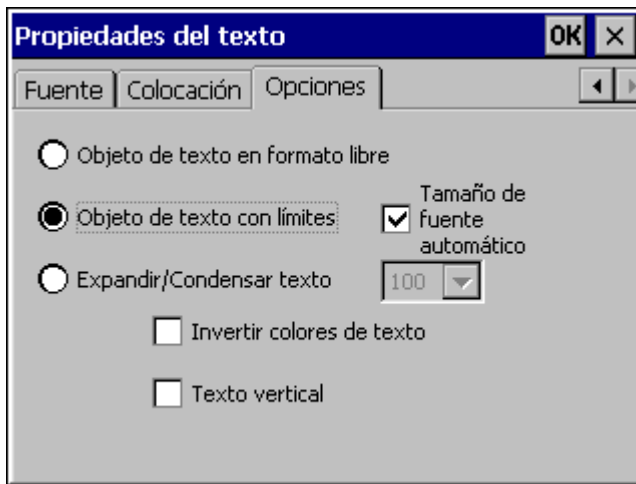 Propiedades del texto OK ×
Fuente Colocación Opciones
Objeto de texto en formato libre
Objeto de texto con límites
Tamaño de
fuente
automático
Expandir/Condensar texto 100
Invertir colores de texto
Texto vertical